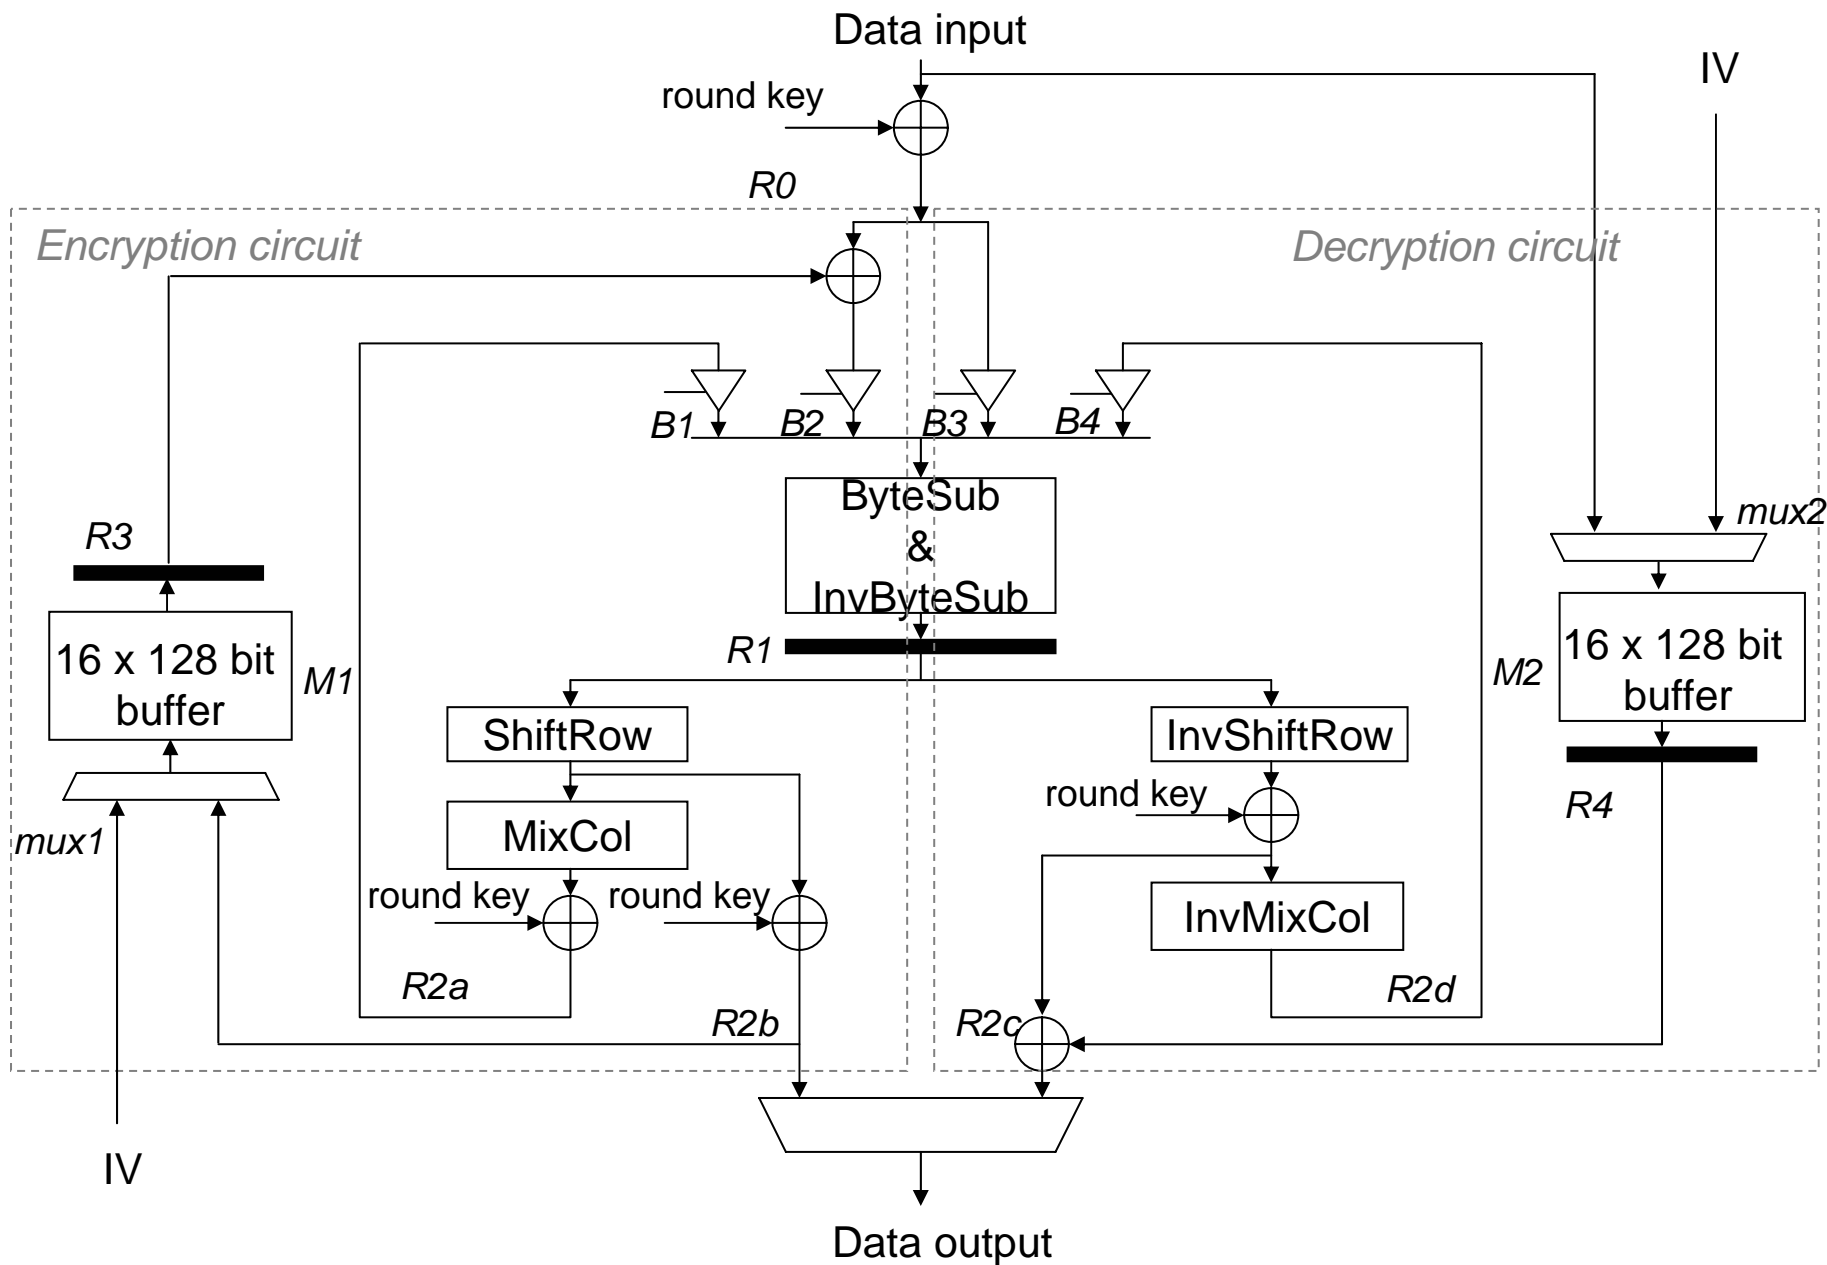 Data input
IV
round key
R0
Encryption circuit
Decryption circuit
B1
B2
B3
B4
ByteSub
&
InvByteSub
mux2
R3
16 x 128 bit
buffer
M1
R1
M2
16 x 128 bit
buffer
ShiftRow
InvShiftRow
round key
R4
mux1
MixCol
round key
round key
InvMixCol
R2a
R2b
R2c
R2d
IV
Data output